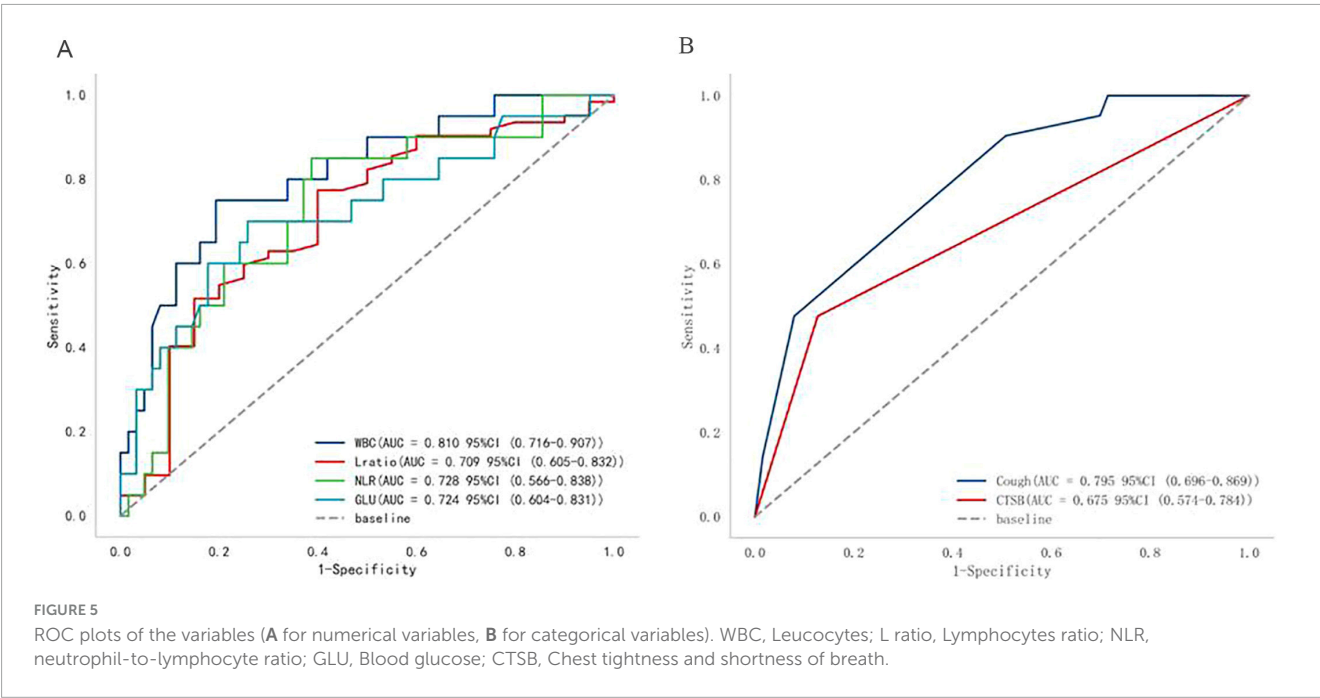 A
1.0
0.8
0.6
0.4
0.2
0.0
Sensitivity
WBC(AUC = 0.810 95%CI (0.716-0.907))
Lratio(AUC = 0.709 95%CI (0.605-0.832))
NLR(AUC = 0.728 95%CI (0.566-0.838))
GLU(AUC = 0.724 95%CI (0.604-0.831))
baseline
0.0 0.2 0.4 0.6 0.8 1.0
1-Specificity
B
1.0
0.8
0.6
0.4
0.2
0.0
Sensitivity
Cough(AUC = 0.795 95%CI (0.696-0.869))
CTSB(AUC = 0.675 95%CI (0.574-0.784))
baseline
0.0 0.2 0.4 0.6 0.8 1.0
1-Specificity
FIGURE 5
ROC plots of the variables (A for numerical variables, B for categorical variables). WBC, Leucocytes; L ratio, Lymphocytes ratio; NLR,
neutrophil-to-lymphocyte ratio; GLU, Blood glucose; CTSB, Chest tightness and shortness of breath.